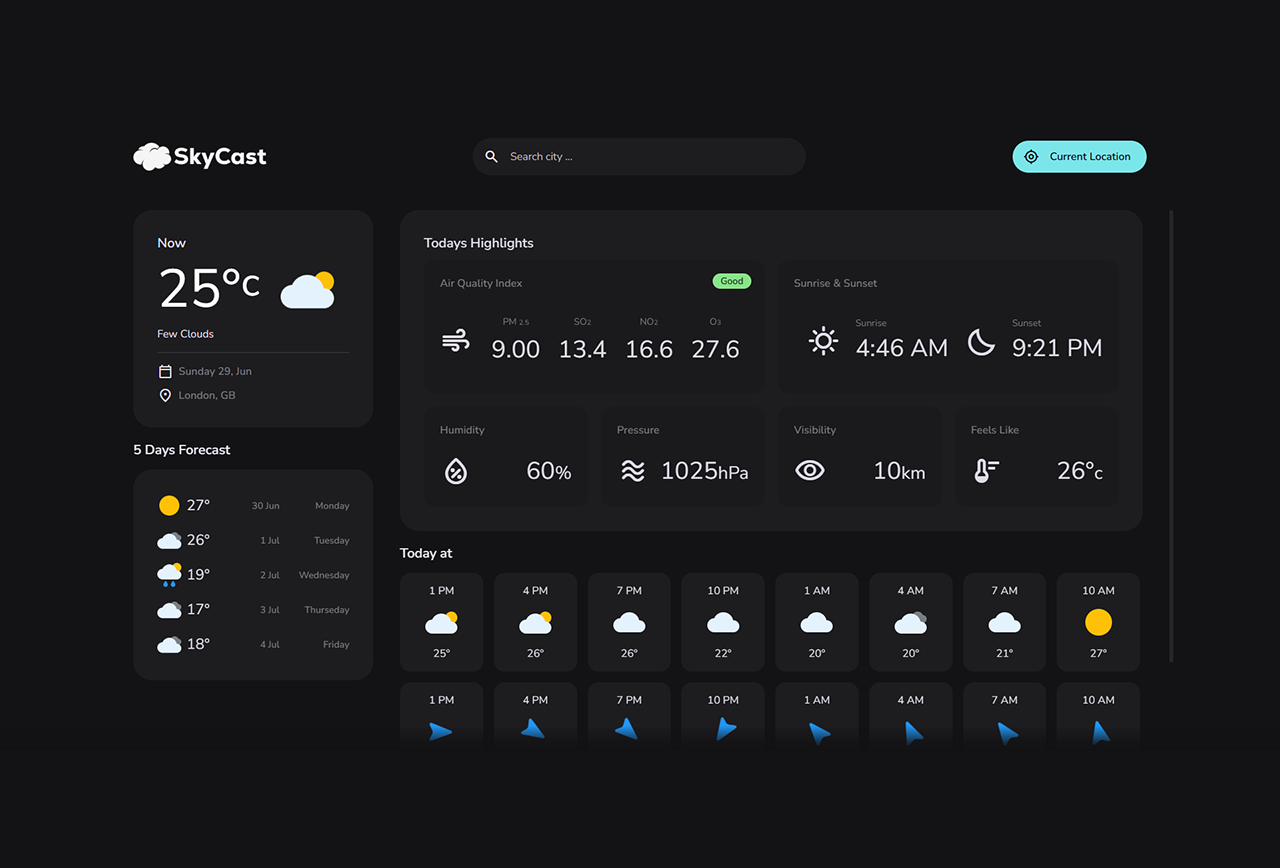 SkyCast
Search city ...
Current Location
Now
25°c
Few Clouds
Sunday 29, Jun
London, GB
5 Days Forecast
27° 30 Jun Monday
26° 1 Jul Tuesday
19° 2 Jul Wednesday
17° 3 Jul Thurseday
18° 4 Jul Friday
Todays Highlights
Air Quality Index Good
PM 2.5 SO2 NO2 O3
9.00 13.4 16.6 27.6
Sunrise & Sunset
Sunrise Sunset
4:46 AM 9:21 PM
Humidity
60%
Pressure
1025hPa
Visibility
10km
Feels Like
26°c
Today at
1 PM 4 PM 7 PM 10 PM 1 AM 4 AM 7 AM 10 AM
25° 26° 26° 22° 20° 20° 21° 27°
1 PM 4 PM 7 PM 10 PM 1 AM 4 AM 7 AM 10 AM